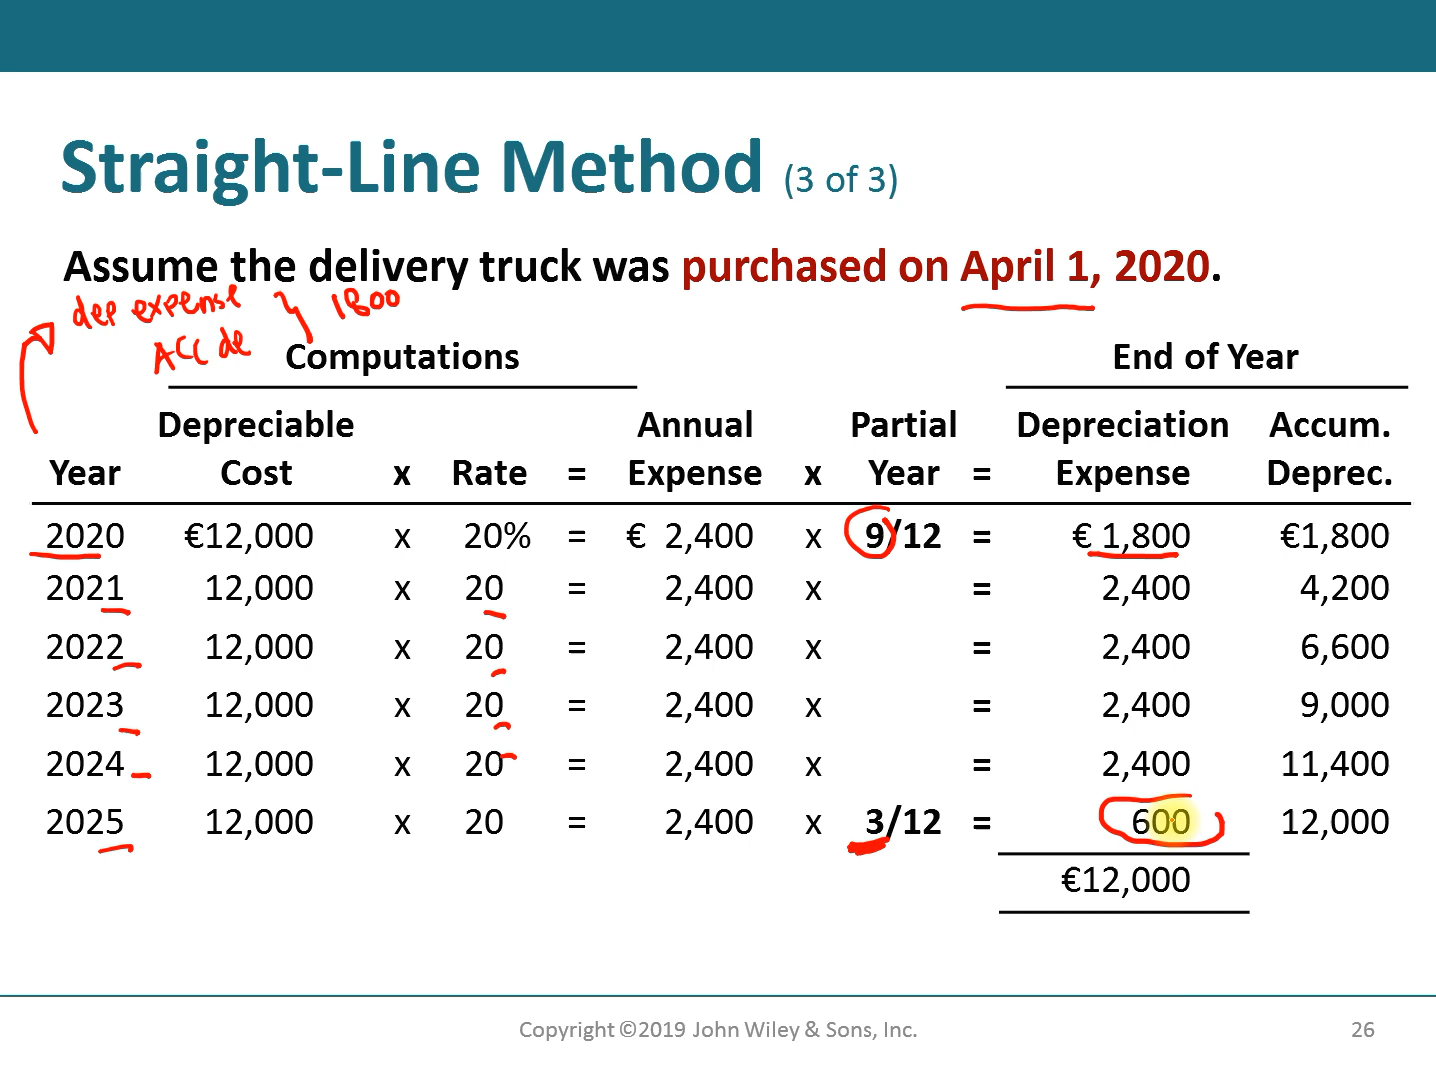 Straight-Line Method (3 of 3)
Assume the delivery truck was purchased on April 1, 2020.
dep expense } 1800
Acc de
Computations End of Year
Depreciable Annual Partial Depreciation Accum.
Year Cost x Rate = Expense x Year = Expense Deprec.
2020 €12,000 x 20% = € 2,400 x 9/12 = € 1,800 €1,800
2021 12,000 x 20 = 2,400 x = 2,400 4,200
2022 12,000 x 20 = 2,400 x = 2,400 6,600
2023 12,000 x 20 = 2,400 x = 2,400 9,000
2024 12,000 x 20 = 2,400 x = 2,400 11,400
2025 12,000 x 20 = 2,400 x 3/12 = 600 12,000
€12,000
Copyright ©2019 John Wiley & Sons, Inc. 26